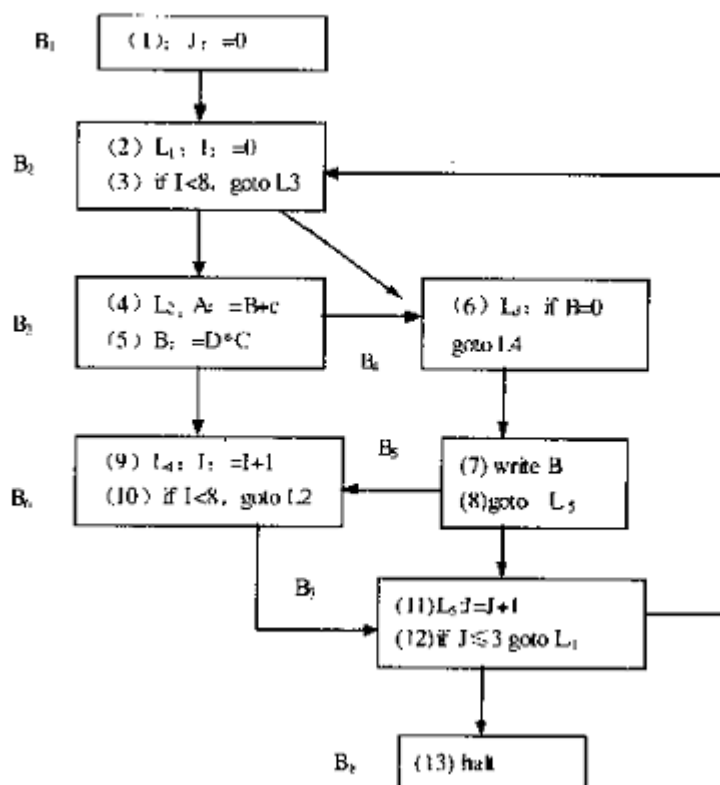 B₁
(1): J: =0
(2) L₁: I: =0
B₂
(3) if I<8, goto L3
(4) L₂: A: =B+c
B₃
(5) B: =D*C
(6) L₃: if B=0
goto L4
B₄
B₅
(9) L₄: I: =I+1
(10) if I<8, goto L2
B₆
(7) write B
(8)goto L₅
B₇
(11)L₅:J=J+1
(12)if J≤3 goto L₁
B₈
(13) halt